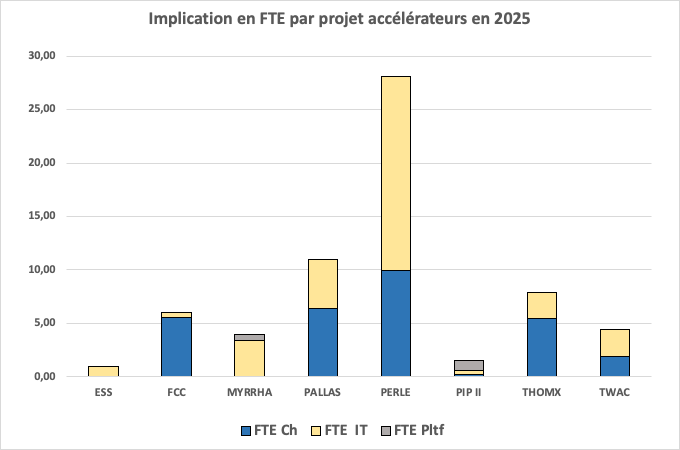 Implication en FTE par projet accélérateurs en 2025
30,00
25,00
20,00
15,00
10,00
5,00
0,00
ESS FCC MYRRHA PALLAS PERLE PIP II THOMX TWAC
FTE Ch FTE IT FTE Pltf